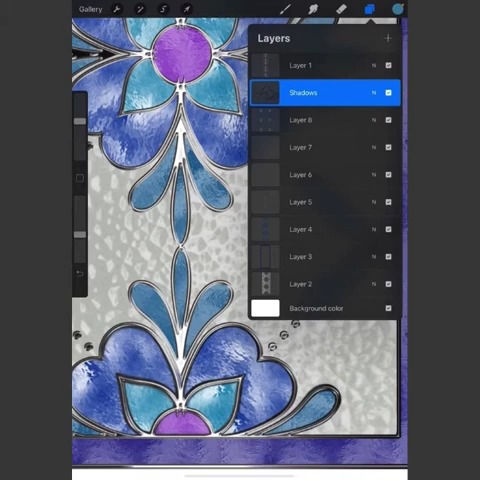 Gallery
Layers
Layer 1 N
Shadows N
Layer 8 N
Layer 7 N
Layer 6 N
Layer 5 N
Layer 4 N
Layer 3 N
Layer 2 N
Background color